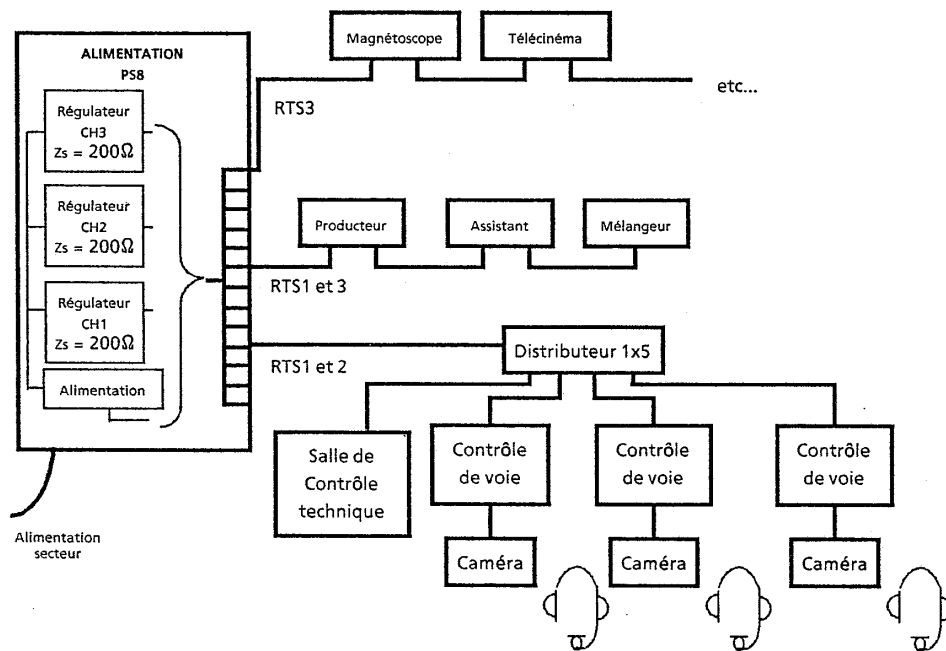 ALIMENTATION
PS8
Régulateur
CH3
Zs = 200Ω
Régulateur
CH2
Zs = 200Ω
Régulateur
CH1
Zs = 200Ω
Alimentation
Alimentation
secteur
Magnétoscope
Télécinéma
etc...
RTS3
Producteur
Assistant
Mélangeur
RTS1 et 3
RTS1 et 2
Distributeur 1x5
Salle de
Contrôle
technique
Contrôle
de voie
Contrôle
de voie
Contrôle
de voie
Caméra
Caméra
Caméra